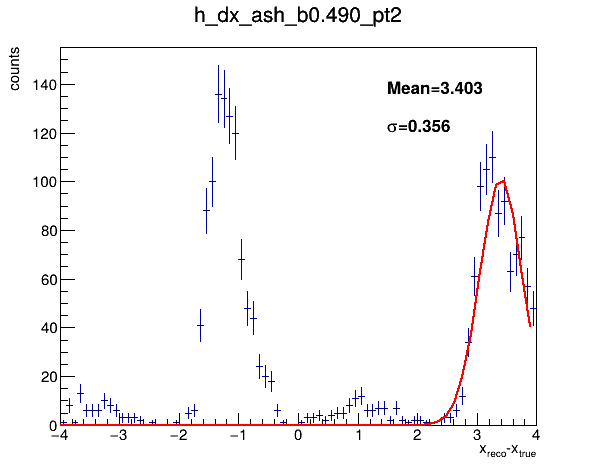 h_dx_ash_b0.490_pt2
counts
Mean=3.403
σ=0.356
140
120
100
80
60
40
20
0
−4 −3 −2 −1 0 1 2 3 4
x_reco-x_true